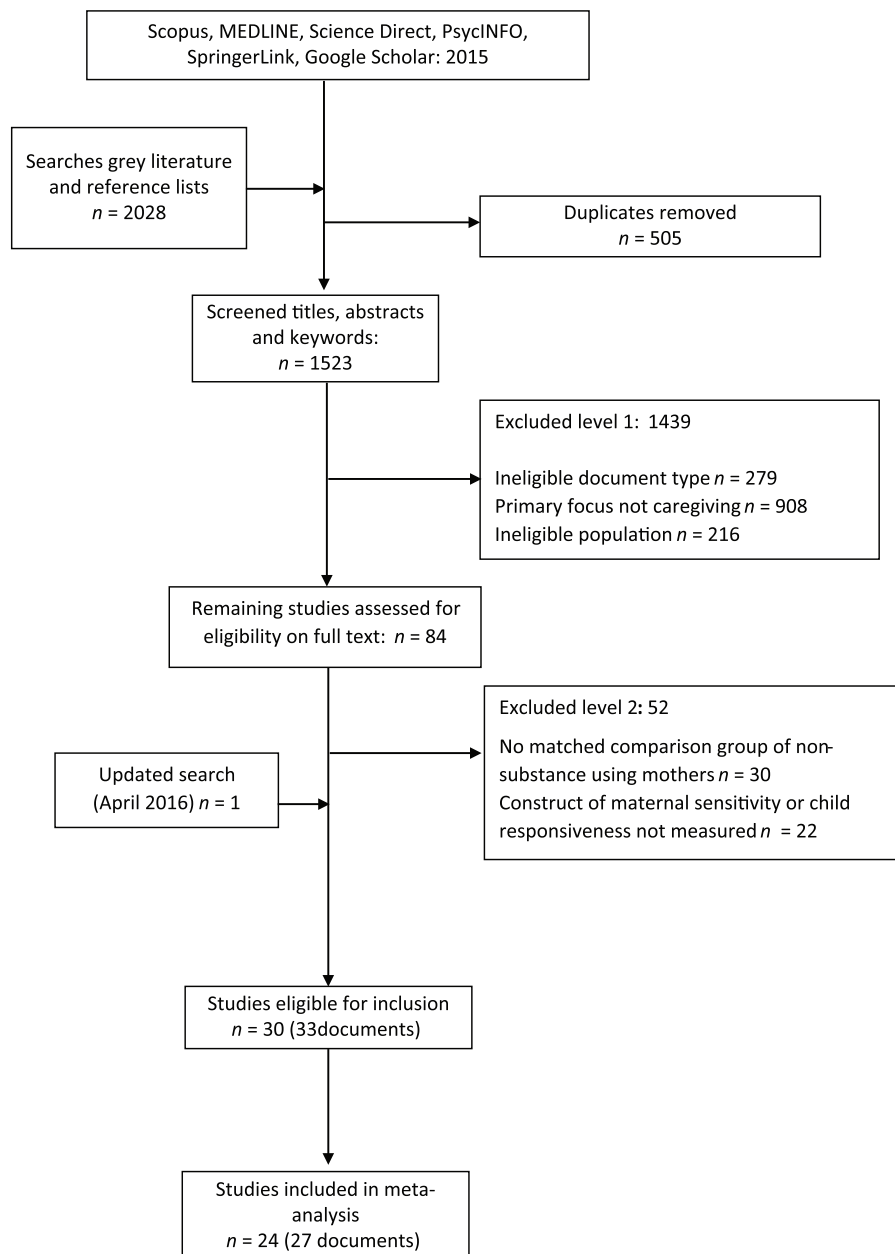 Scopus, MEDLINE, Science Direct, PsycINFO,
SpringerLink, Google Scholar: 2015
Searches grey literature
and reference lists
n = 2028
Duplicates removed
n = 505
Screened titles, abstracts
and keywords:
n = 1523
Excluded level 1: 1439
Ineligible document type n = 279
Primary focus not caregiving n = 908
Ineligible population n = 216
Remaining studies assessed for
eligibility on full text: n = 84
Excluded level 2: 52
No matched comparison group of non-
substance using mothers n = 30
Construct of maternal sensitivity or child
responsiveness not measured n = 22
Updated search
(April 2016) n = 1
Studies eligible for inclusion
n = 30 (33documents)
Studies included in meta-
analysis
n = 24 (27 documents)